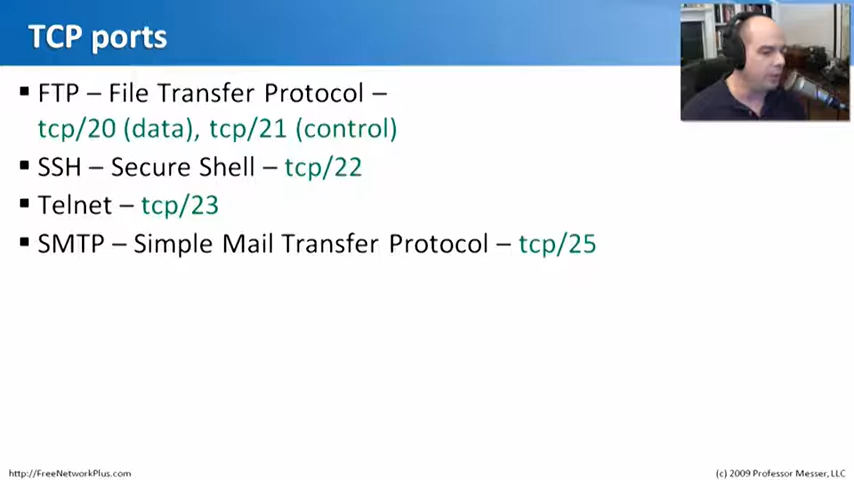 TCP ports
▪ FTP – File Transfer Protocol –
tcp/20 (data), tcp/21 (control)
▪ SSH – Secure Shell – tcp/22
▪ Telnet – tcp/23
▪ SMTP – Simple Mail Transfer Protocol – tcp/25
http://FreeNetworkPlus.com
(c) 2009 Professor Messer, LLC